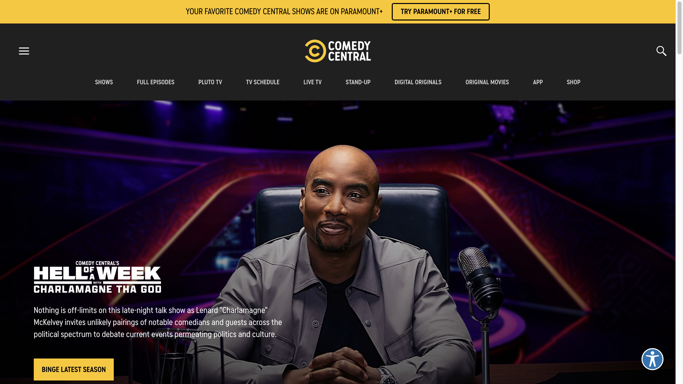 YOUR FAVORITE COMEDY CENTRAL SHOWS ARE ON PARAMOUNT+
TRY PARAMOUNT+ FOR FREE
COMEDY
CENTRAL
SHOWS
FULL EPISODES
PLUTO TV
TV SCHEDULE
LIVE TV
STAND-UP
DIGITAL ORIGINALS
ORIGINAL MOVIES
APP
SHOP
COMEDY CENTRAL'S
HELL OF A WEEK
CHARLAMAGNE THA GOD
Nothing is off-limits on this late-night talk show as Lenard "Charlamagne"
McKelvey invites unlikely pairings of notable comedians and guests across the
political spectrum to debate current events permeating politics and culture.
BINGE LATEST SEASON